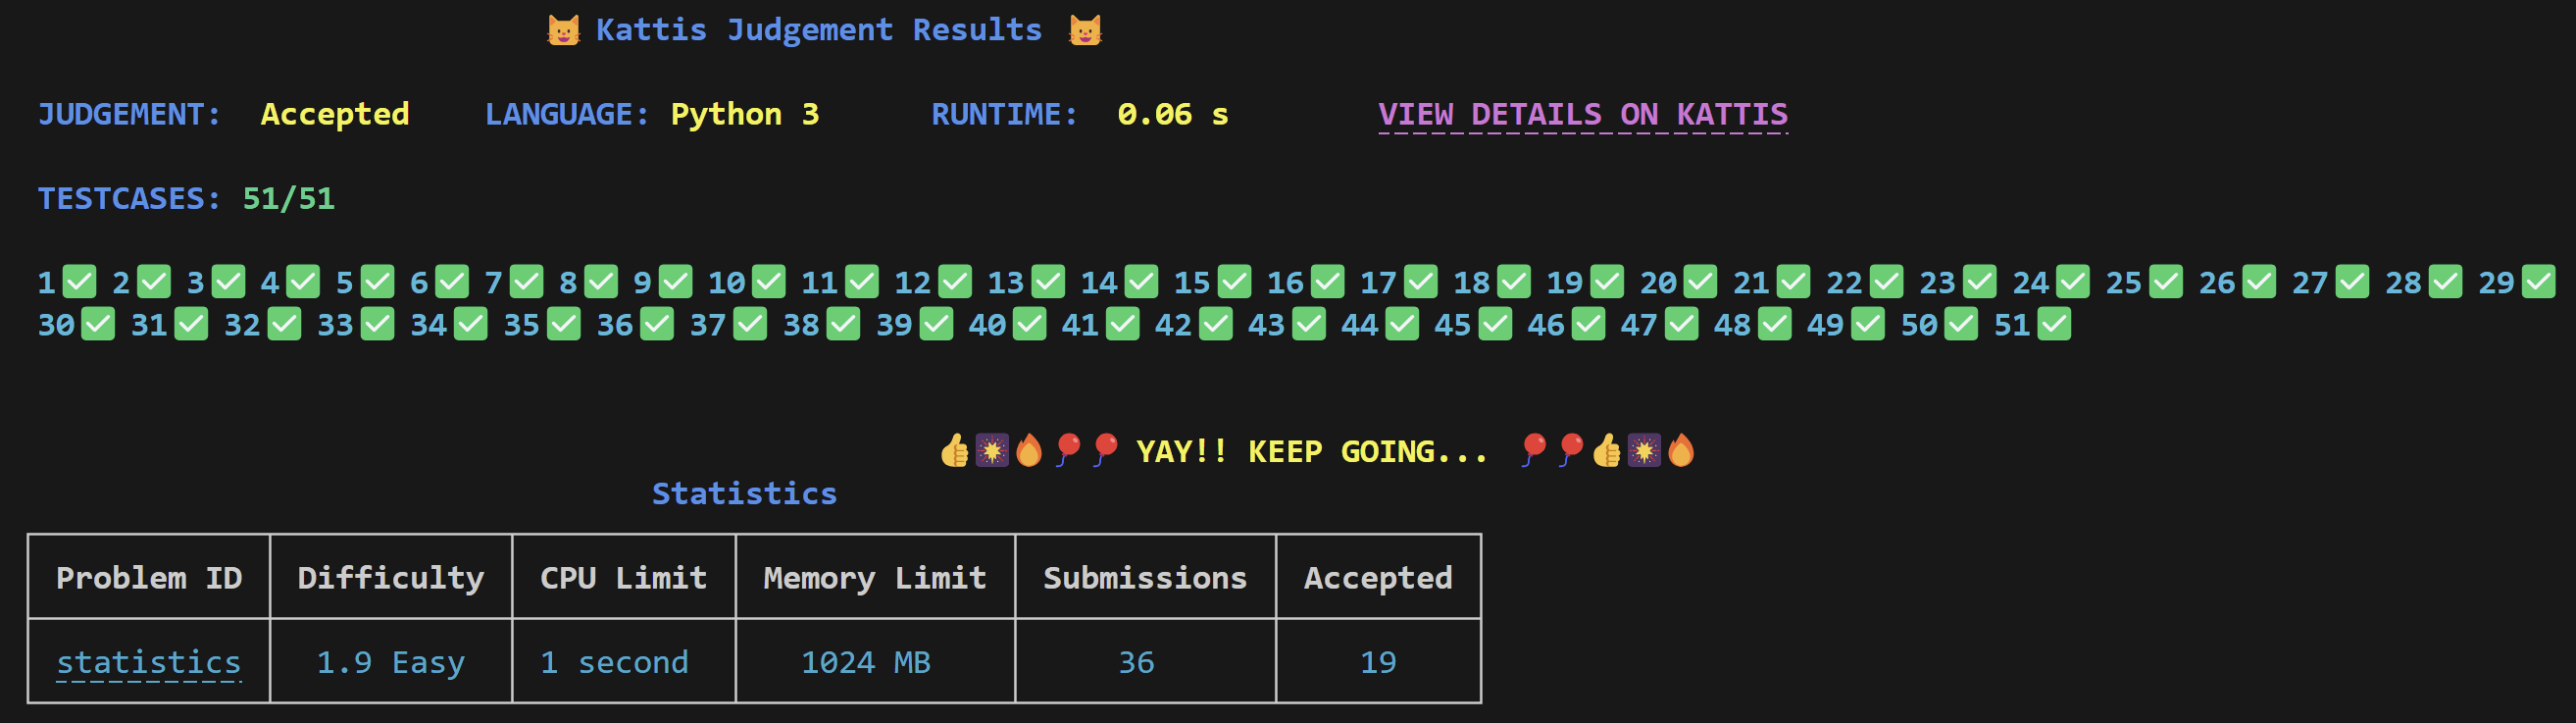 😺 Kattis Judgement Results 😺
JUDGEMENT: Accepted LANGUAGE: Python 3 RUNTIME: 0.06 s VIEW DETAILS ON KATTIS
TESTCASES: 51/51
1✅ 2✅ 3✅ 4✅ 5✅ 6✅ 7✅ 8✅ 9✅ 10✅ 11✅ 12✅ 13✅ 14✅ 15✅ 16✅ 17✅ 18✅ 19✅ 20✅ 21✅ 22✅ 23✅ 24✅ 25✅ 26✅ 27✅ 28✅ 29✅
30✅ 31✅ 32✅ 33✅ 34✅ 35✅ 36✅ 37✅ 38✅ 39✅ 40✅ 41✅ 42✅ 43✅ 44✅ 45✅ 46✅ 47✅ 48✅ 49✅ 50✅ 51✅
👍🎆🔥🎈🎈 YAY!! KEEP GOING... 🎈🎈👍🎆🔥
Statistics
Problem ID Difficulty CPU Limit Memory Limit Submissions Accepted
statistics 1.9 Easy 1 second 1024 MB 36 19